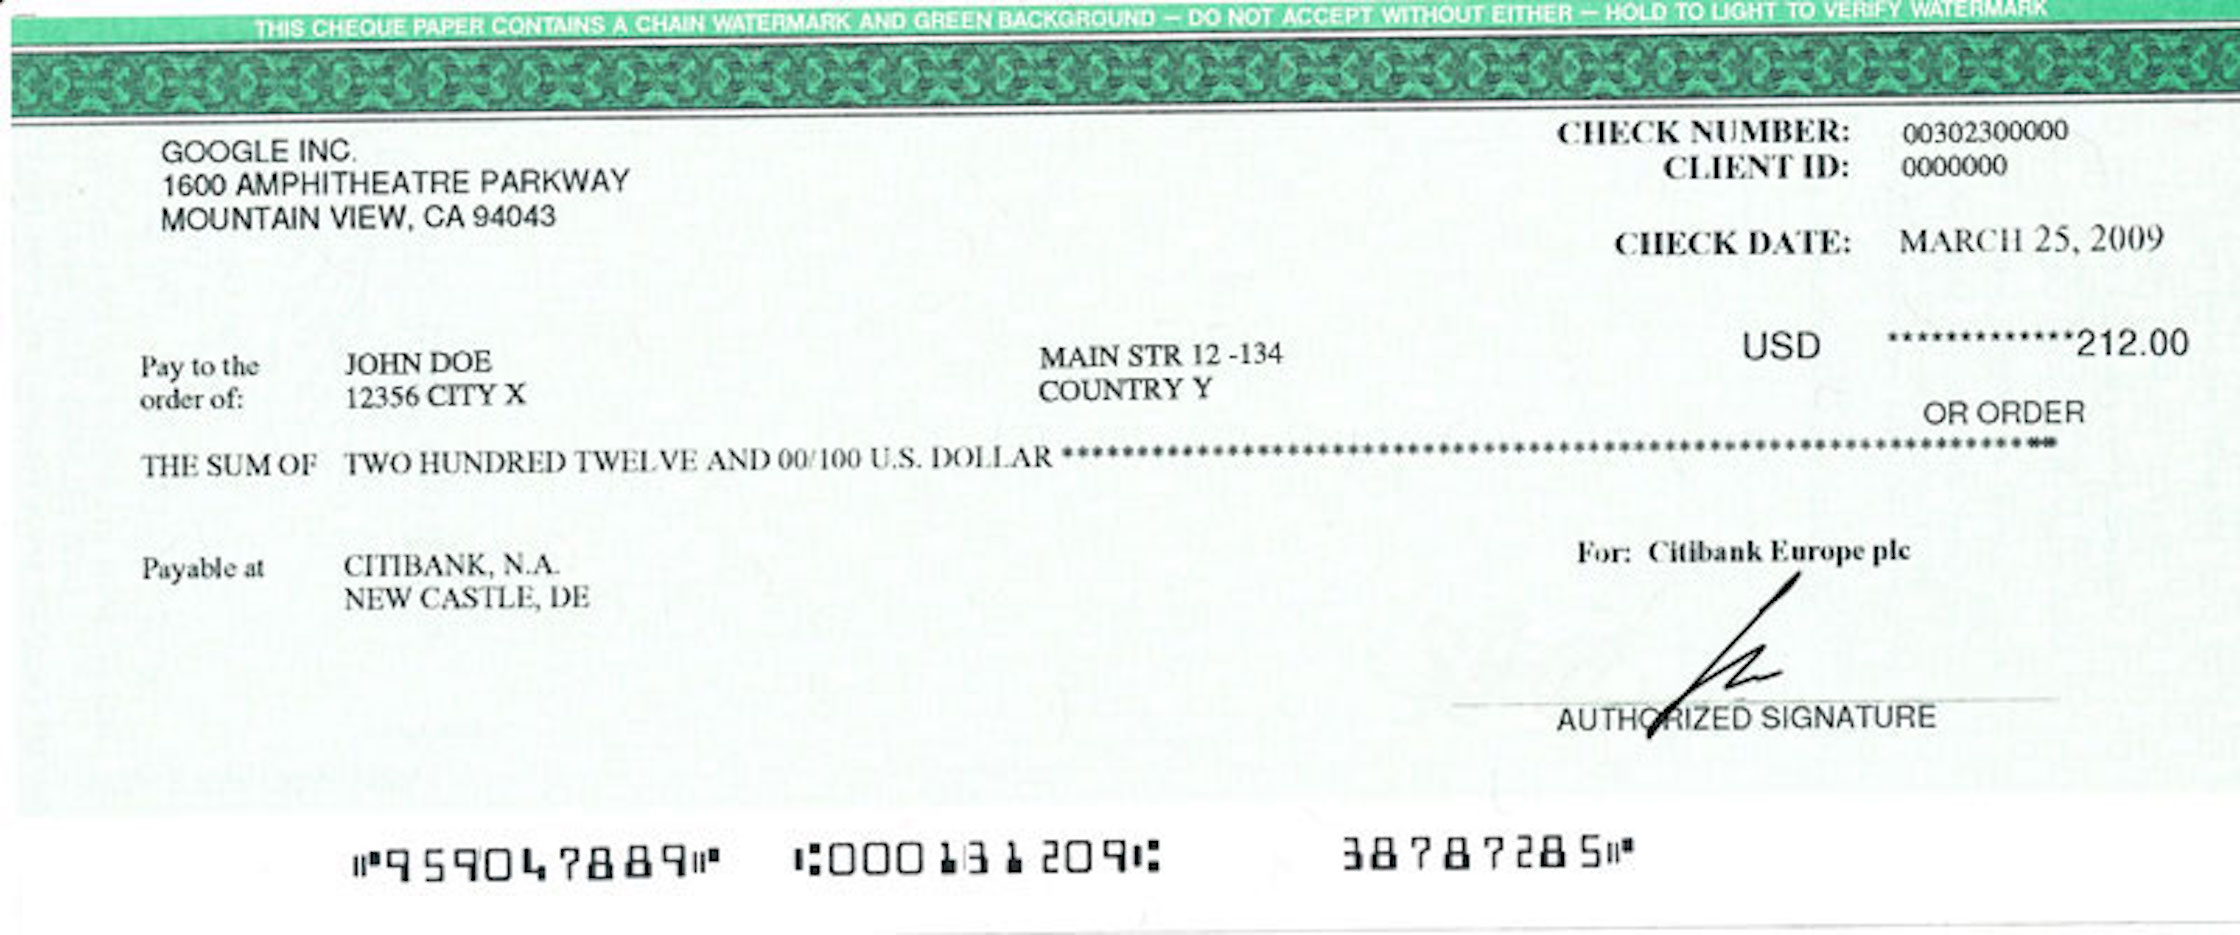 THIS CHEQUE PAPER CONTAINS A CHAIN WATERMARK AND GREEN BACKGROUND — DO NOT ACCEPT WITHOUT EITHER — HOLD TO LIGHT TO VERIFY WATERMARK
GOOGLE INC.
1600 AMPHITHEATRE PARKWAY
MOUNTAIN VIEW, CA 94043
CHECK NUMBER: 00302300000
CLIENT ID: 0000000
CHECK DATE: MARCH 25, 2009
Pay to the order of:
JOHN DOE
12356 CITY X
MAIN STR 12 -134
COUNTRY Y
USD *************212.00
OR ORDER
THE SUM OF TWO HUNDRED TWELVE AND 00/100 U.S. DOLLAR
Payable at
CITIBANK, N.A.
NEW CASTLE, DE
For: Citibank Europe plc
AUTHORIZED SIGNATURE
⑈959047889⑈ ⑆000131209⑆ 38787285⑈